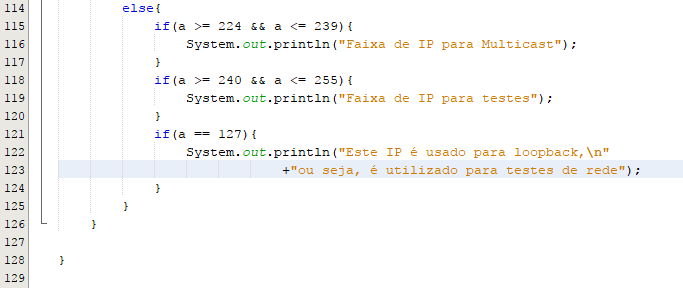 114 else{
115 if(a >= 224 && a <= 239){
116 System.out.println("Faixa de IP para Multicast");
117 }
118 if(a >= 240 && a <= 255){
119 System.out.println("Faixa de IP para testes");
120 }
121 if(a == 127){
122 System.out.println("Este IP é usado para loopback,\n"
123 +"ou seja, é utilizado para testes de rede");
124 }
125 }
126 }
127
128 }
129